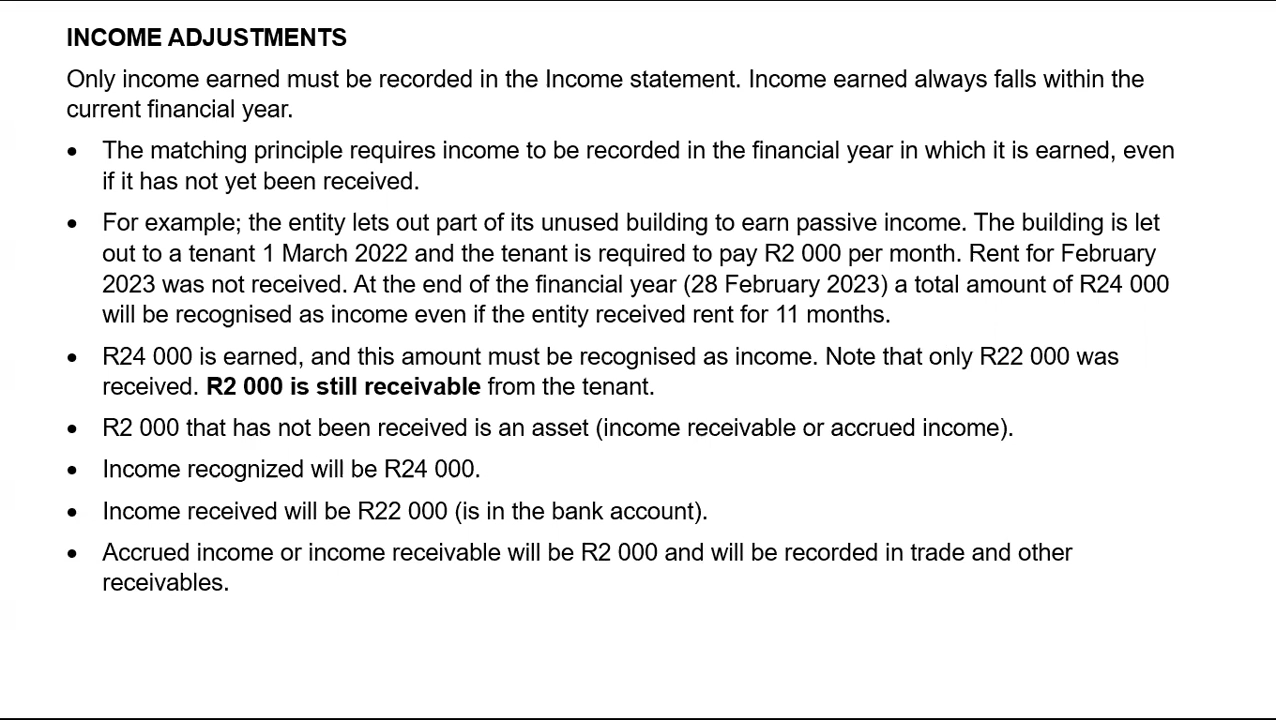 INCOME ADJUSTMENTS
Only income earned must be recorded in the Income statement. Income earned always falls within the
current financial year.
• The matching principle requires income to be recorded in the financial year in which it is earned, even
if it has not yet been received.
• For example; the entity lets out part of its unused building to earn passive income. The building is let
out to a tenant 1 March 2022 and the tenant is required to pay R2 000 per month. Rent for February
2023 was not received. At the end of the financial year (28 February 2023) a total amount of R24 000
will be recognised as income even if the entity received rent for 11 months.
• R24 000 is earned, and this amount must be recognised as income. Note that only R22 000 was
received. R2 000 is still receivable from the tenant.
• R2 000 that has not been received is an asset (income receivable or accrued income).
• Income recognized will be R24 000.
• Income received will be R22 000 (is in the bank account).
• Accrued income or income receivable will be R2 000 and will be recorded in trade and other
receivables.